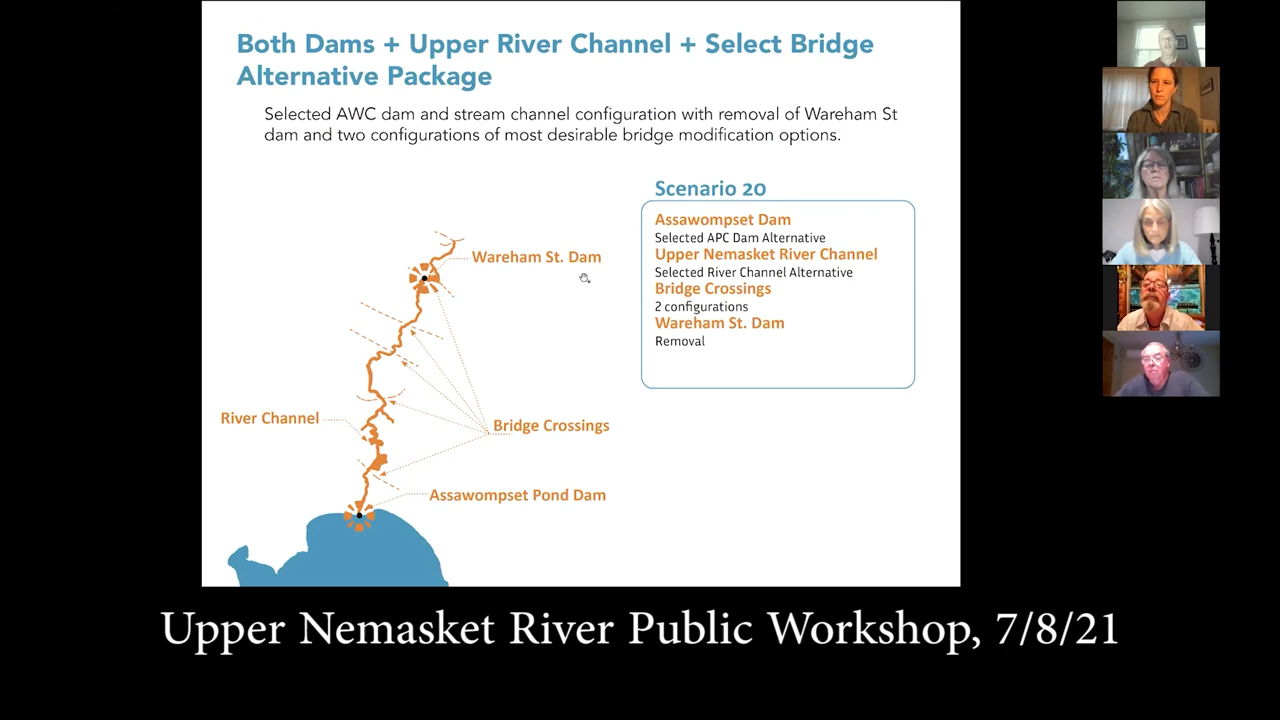 Both Dams + Upper River Channel + Select Bridge
Alternative Package
Selected AWC dam and stream channel configuration with removal of Wareham St
dam and two configurations of most desirable bridge modification options.
Scenario 20
Assawompset Dam
Selected APC Dam Alternative
Upper Nemasket River Channel
Selected River Channel Alternative
Bridge Crossings
2 configurations
Wareham St. Dam
Removal
Wareham St. Dam
River Channel
Bridge Crossings
Assawompset Pond Dam
Upper Nemasket River Public Workshop, 7/8/21